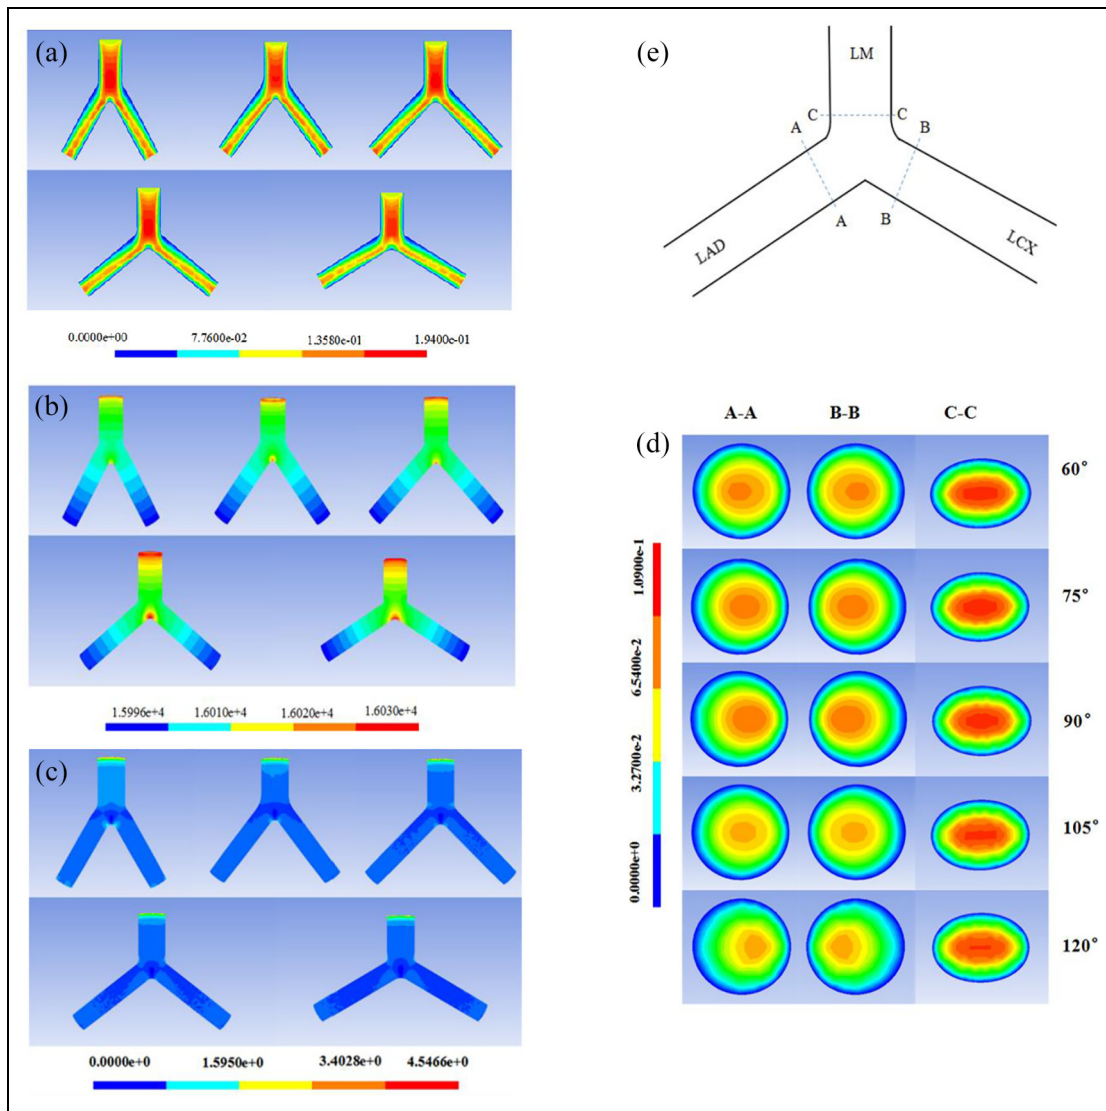 (a)
0.0000e+00 7.7600e-02 1.3580e-01 1.9400e-01
(b)
1.5996e+4 1.6010e+4 1.6020e+4 1.6030e+4
(c)
0.0000e+0 1.5950e+0 3.4028e+0 4.5466e+0
(e)
LM
C C
A B
A B
LAD LCX
A-A B-B C-C
(d)
60°
75°
90°
105°
120°
1.0900e-1
6.5400e-2
3.2700e-2
0.0000e+0